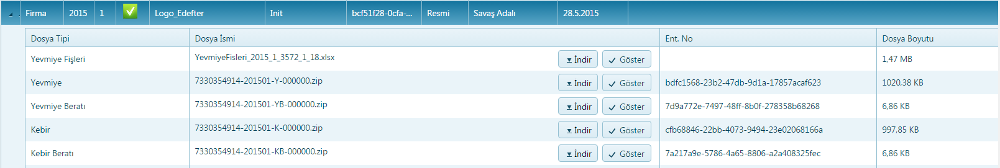 Firma 2015 1 Logo_Edefter Init bcf51f28-0cfa-... Resmi Savaş Adalı 28.5.2015
Dosya Tipi Dosya İsmi Ent. No Dosya Boyutu
Yevmiye Fişleri YevmiyeFisleri_2015_1_3572_1_18.xlsx İndir Göster 1,47 MB
Yevmiye 7330354914-201501-Y-000000.zip İndir Göster bdfc1568-23b2-47db-9d1a-17857acaf623 1020,38 KB
Yevmiye Beratı 7330354914-201501-YB-000000.zip İndir Göster 7d9a772e-7497-48ff-8b0f-278358b68268 6,86 KB
Kebir 7330354914-201501-K-000000.zip İndir Göster cfb68846-22bb-4073-9494-23e02068166a 997,85 KB
Kebir Beratı 7330354914-201501-KB-000000.zip İndir Göster 7a217a9e-5786-4a65-8806-a2a408325fec 6,86 KB